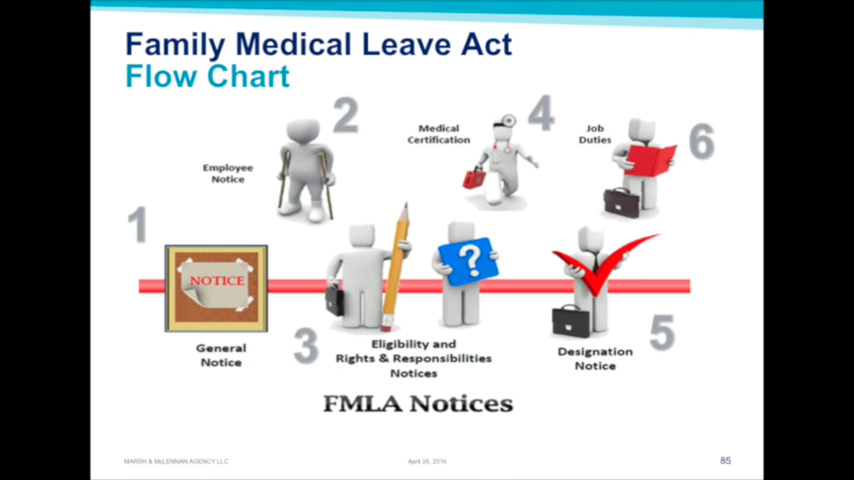 Family Medical Leave Act
Flow Chart
1
NOTICE
General
Notice
2
Employee
Notice
3
Eligibility and
Rights & Responsibilities
Notices
4
Medical
Certification
?
5
Designation
Notice
6
Job
Duties
FMLA Notices
MARSH & McLENNAN AGENCY LLC
April 26, 2016
85